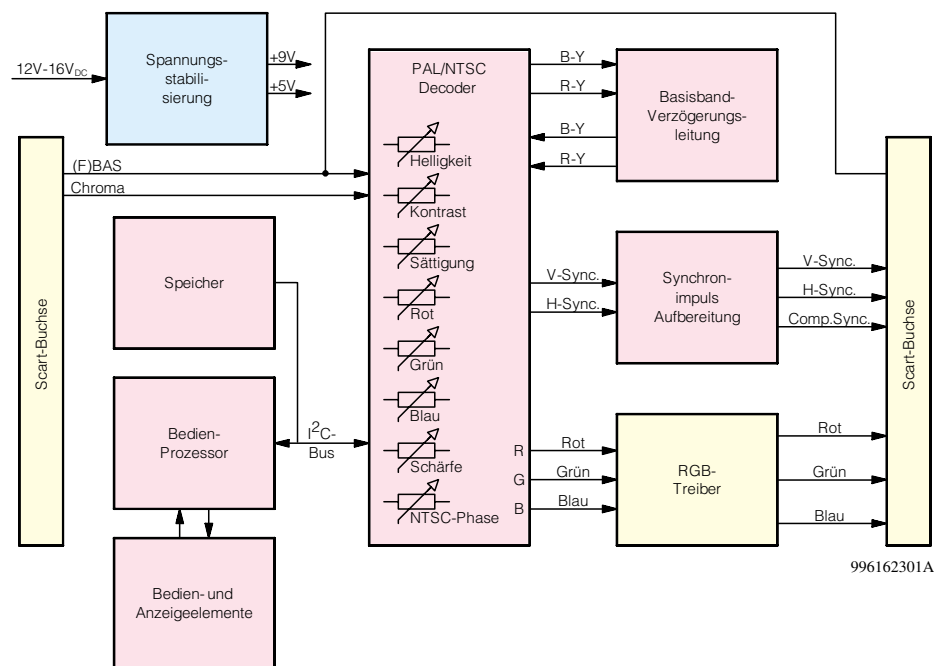 12V-16VDC
Spannungs-
stabili-
sierung
+9V
+5V
Scart-Buchse
(F)BAS
Chroma
Speicher
Bedien-
Prozessor
I²C-
Bus
Bedien- und
Anzeigeelemente
PAL/NTSC
Decoder
Helligkeit
Kontrast
Sättigung
Rot
Grün
Blau
Schärfe
NTSC-Phase
R
G
B
B-Y
R-Y
B-Y
R-Y
Basisband-
Verzögerungs-
leitung
V-Sync.
H-Sync.
Synchron-
impuls
Aufbereitung
V-Sync.
H-Sync.
Comp.Sync.
Rot
Grün
Blau
RGB-
Treiber
Rot
Grün
Blau
Scart-Buchse
996162301A